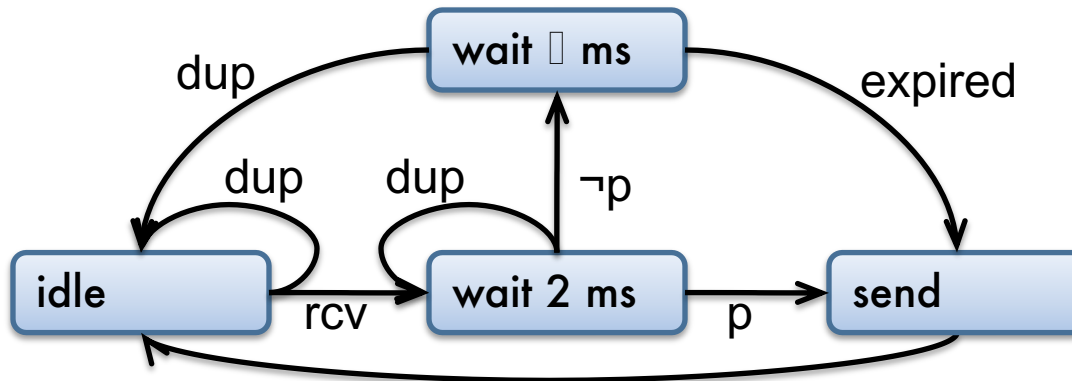 wait ▯ ms
dup
expired
dup
dup
¬p
idle
rcv
wait 2 ms
p
send